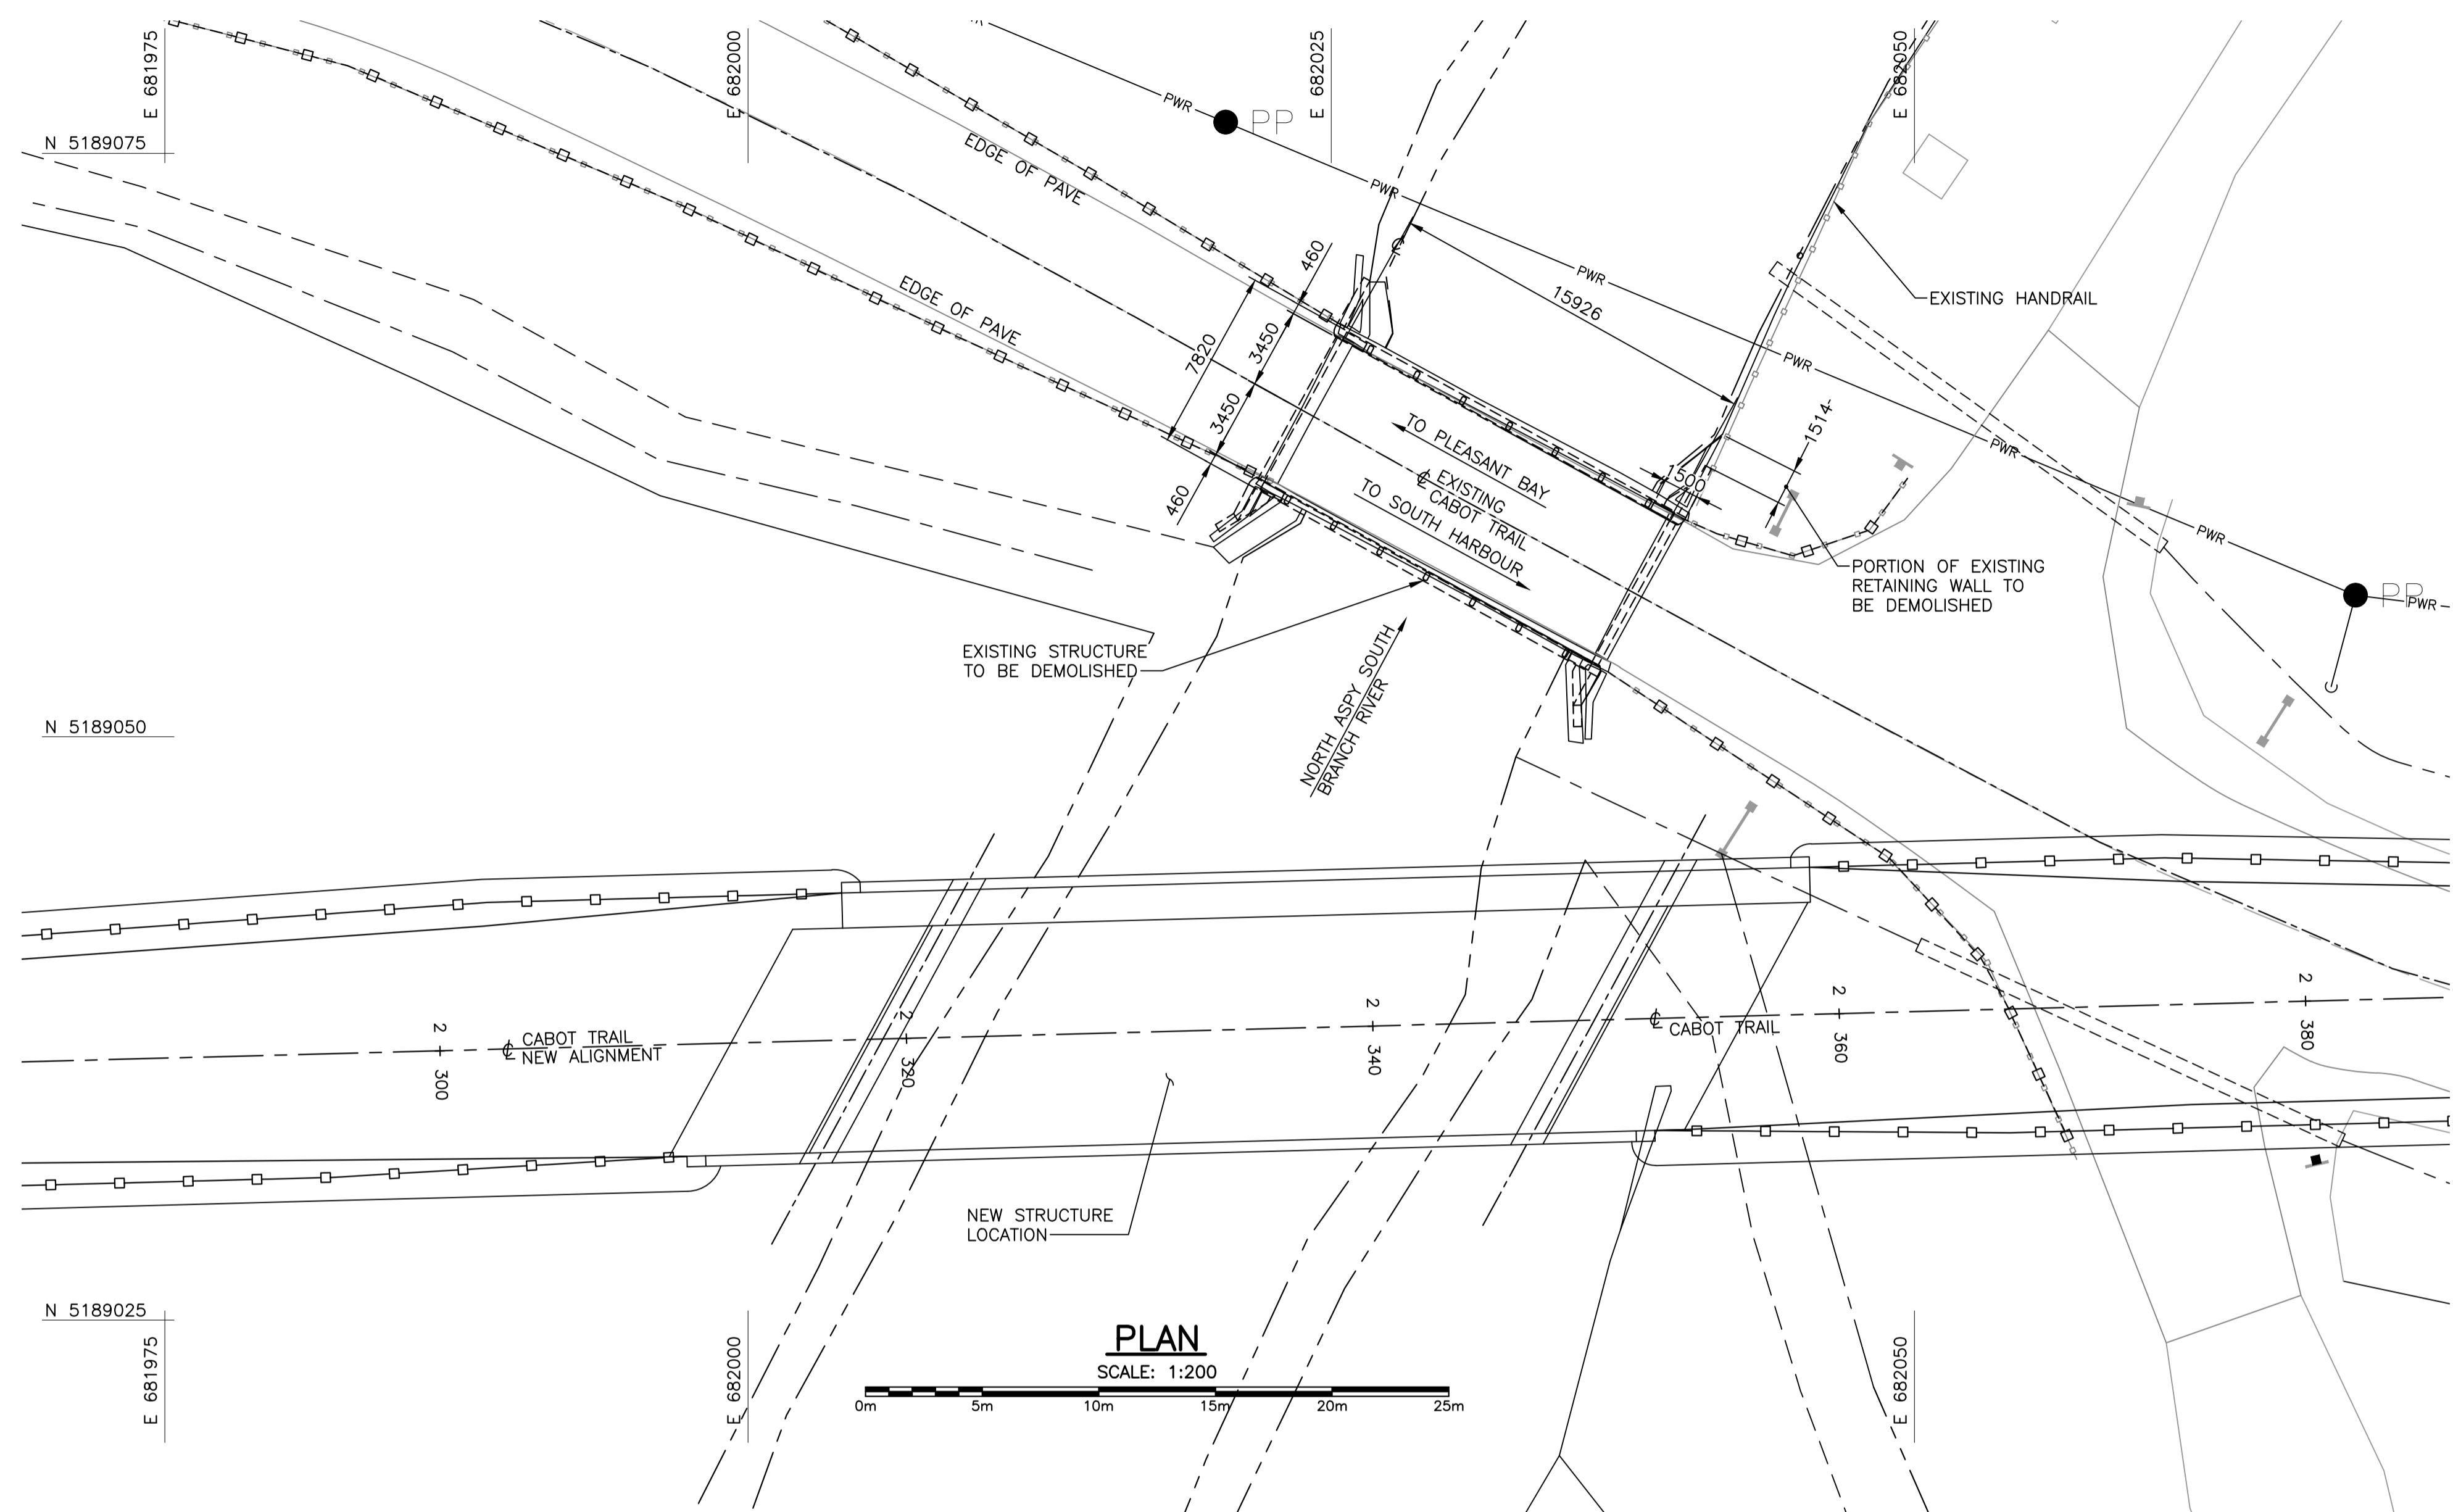 E 681975
E 682000
E 682025
E 682050
N 5189075
PWR
PP
EDGE OF PAVE
PWR
460
EDGE OF PAVE
15926
PWR
EXISTING HANDRAIL
7820
3450
3450
PWR
1514
TO PLEASANT BAY
℄ EXISTING
CABOT TRAIL
TO SOUTH HARBOUR
1500
460
PWR
PWR
PP
PWR
PORTION OF EXISTING
RETAINING WALL TO
BE DEMOLISHED
EXISTING STRUCTURE
TO BE DEMOLISHED
NORTH ASPY SOUTH
BRANCH RIVER
N 5189050
2+300
2+320
2+340
2+360
2+380
℄ CABOT TRAIL
NEW ALIGNMENT
℄ CABOT TRAIL
NEW STRUCTURE
LOCATION
N 5189025
E 681975
E 682000
E 682050
PLAN
SCALE: 1:200
0m 5m 10m 15m 20m 25m